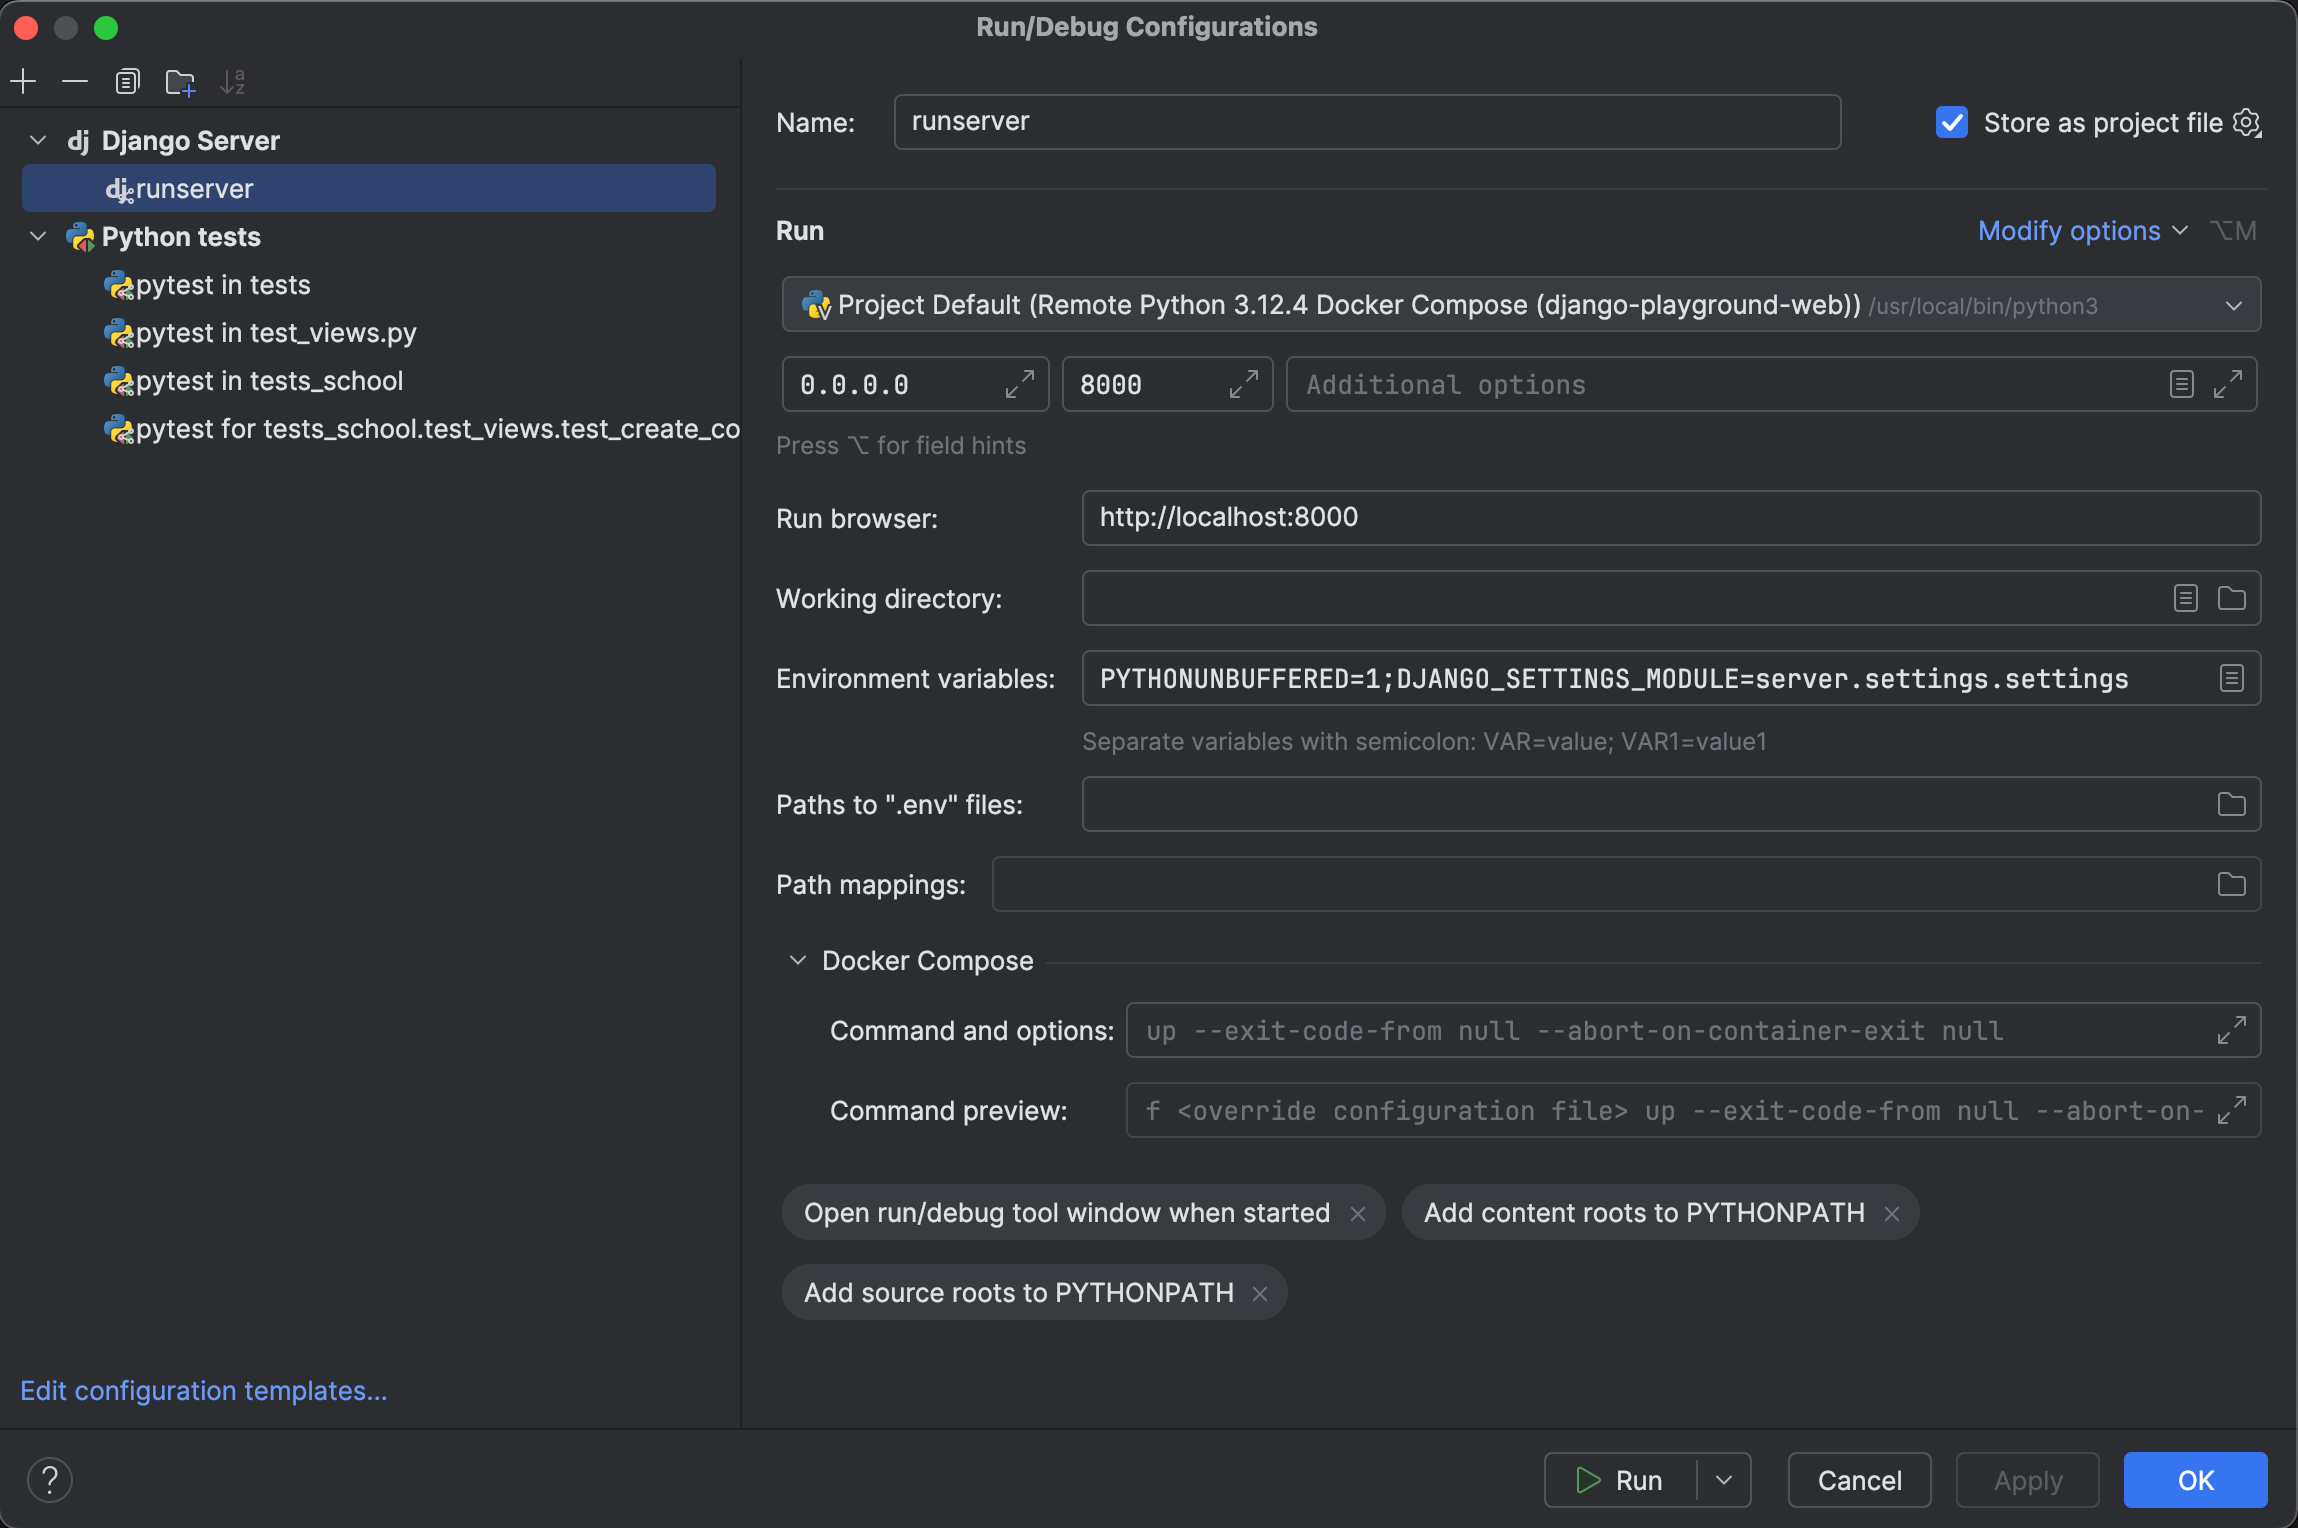 Run/Debug Configurations
dj Django Server
dj runserver
Python tests
pytest in tests
pytest in test_views.py
pytest in tests_school
pytest for tests_school.test_views.test_create_co
Edit configuration templates...
Name: runserver Store as project file
Run Modify options ⌥M
Project Default (Remote Python 3.12.4 Docker Compose (django-playground-web)) /usr/local/bin/python3
0.0.0.0 8000 Additional options
Press ⌥ for field hints
Run browser: http://localhost:8000
Working directory:
Environment variables: PYTHONUNBUFFERED=1;DJANGO_SETTINGS_MODULE=server.settings.settings
Separate variables with semicolon: VAR=value; VAR1=value1
Paths to ".env" files:
Path mappings:
Docker Compose
Command and options: up --exit-code-from null --abort-on-container-exit null
Command preview: f <override configuration file> up --exit-code-from null --abort-on-
Open run/debug tool window when started × Add content roots to PYTHONPATH ×
Add source roots to PYTHONPATH ×
? Run Cancel Apply OK